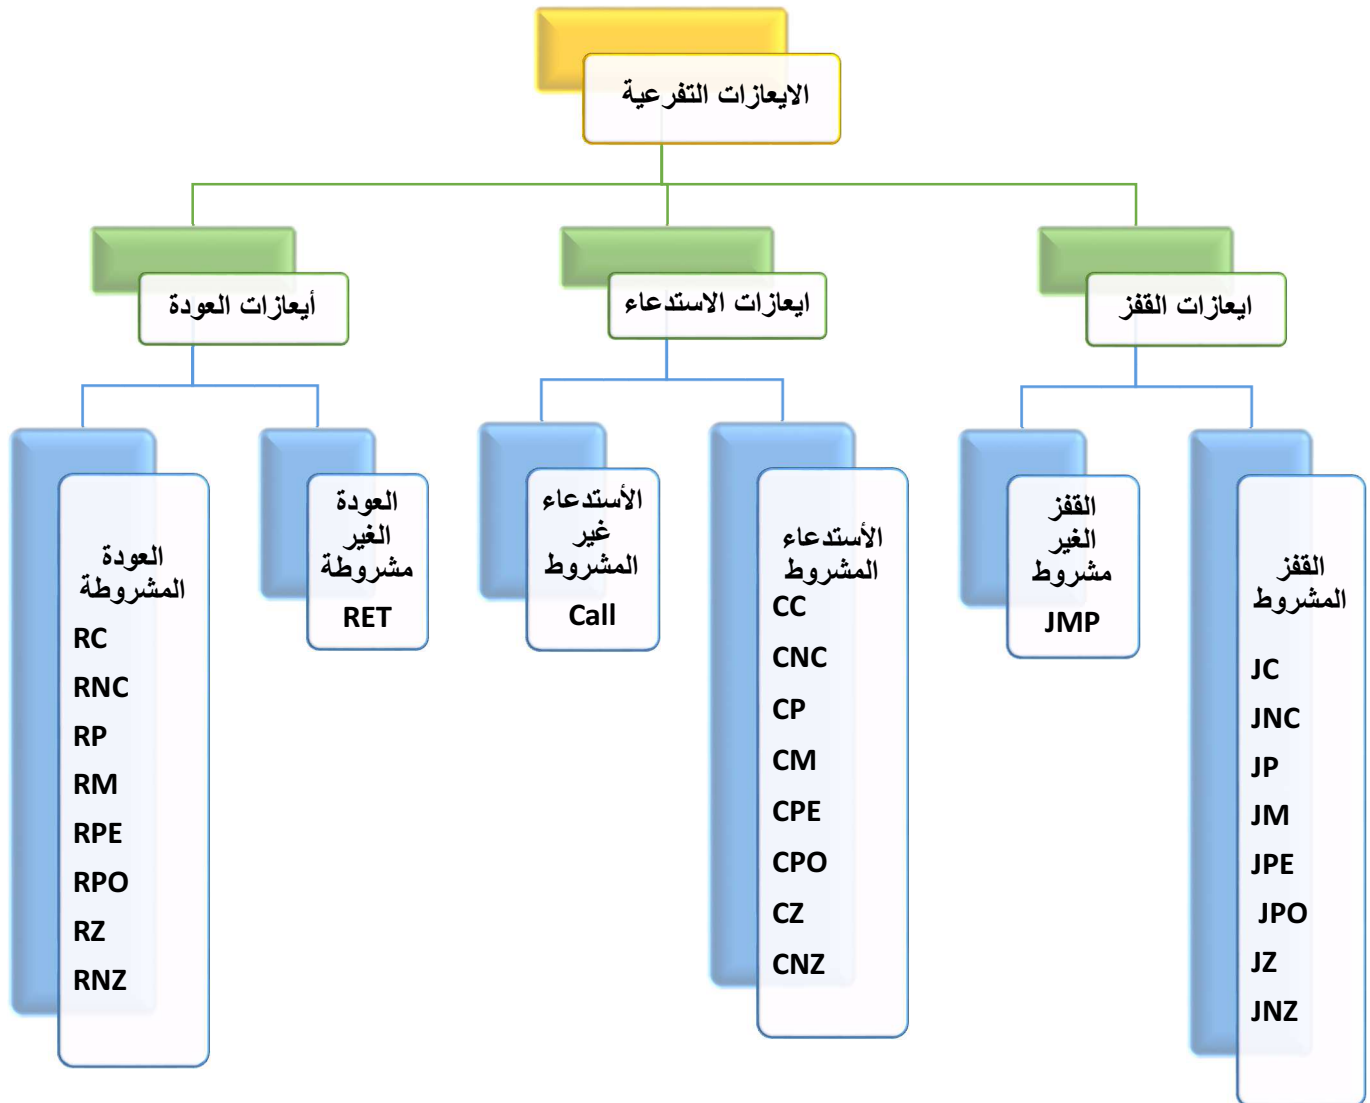 الايعازات التفرعية
ايعازات القفز
ايعازات الاستدعاء
أيعازات العودة
القفز
المشروط
JC
JNC
JP
JM
JPE
JPO
JZ
JNZ
القفز
الغير
مشروط
JMP
الأستدعاء
المشروط
CC
CNC
CP
CM
CPE
CPO
CZ
CNZ
الأستدعاء
غير
المشروط
Call
العودة
الغير
مشروطة
RET
العودة
المشروطة
RC
RNC
RP
RM
RPE
RPO
RZ
RNZ